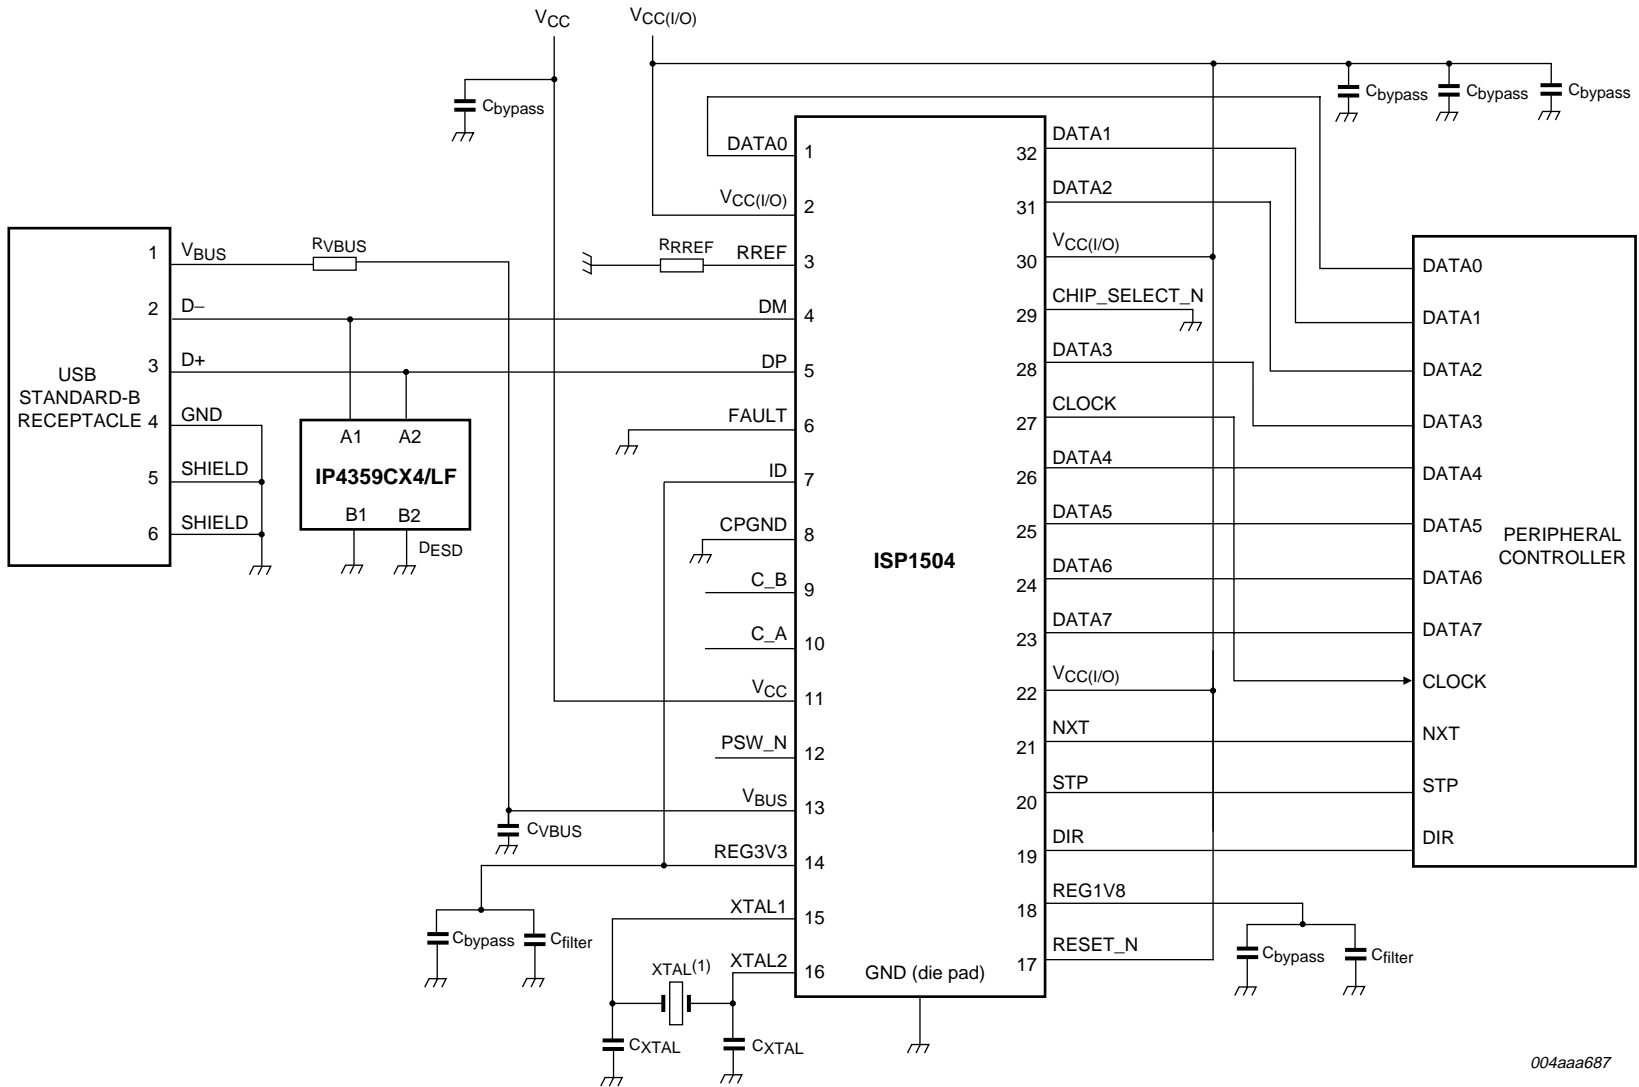 VCC
VCC(I/O)
Cbypass
Cbypass
Cbypass
Cbypass
USB
STANDARD-B
RECEPTACLE
1 VBUS
2 D−
3 D+
4 GND
5 SHIELD
6 SHIELD
RVBUS
A1 A2
IP4359CX4/LF
B1 B2
DESD
RRREF
CVBUS
Cbypass
Cfilter
XTAL(1)
CXTAL
CXTAL
DATA0 1
VCC(I/O) 2
RREF 3
DM 4
DP 5
FAULT 6
ID 7
CPGND 8
C_B 9
C_A 10
VCC 11
PSW_N 12
VBUS 13
REG3V3 14
XTAL1 15
XTAL2 16
ISP1504
GND (die pad)
32 DATA1
31 DATA2
30 VCC(I/O)
29 CHIP_SELECT_N
28 DATA3
27 CLOCK
26 DATA4
25 DATA5
24 DATA6
23 DATA7
22 VCC(I/O)
21 NXT
20 STP
19 DIR
18 REG1V8
17 RESET_N
Cbypass
Cfilter
DATA0
DATA1
DATA2
DATA3
DATA4
DATA5
DATA6
DATA7
CLOCK
NXT
STP
DIR
PERIPHERAL
CONTROLLER
004aaa687